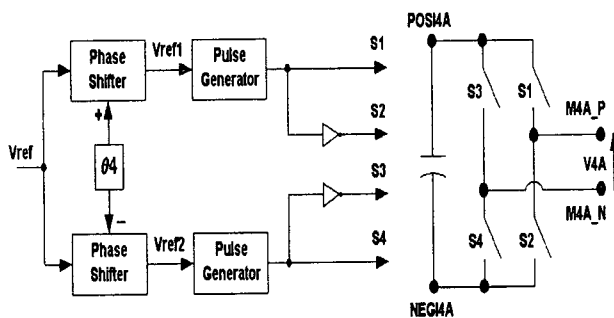 Phase
Shifter
Vref1
Pulse
Generator
S1
S2
Vref
+
θ4
−
S3
Phase
Shifter
Vref2
Pulse
Generator
S4
POSI4A
S3
S1
M4A_P
V4A
M4A_N
S4
S2
NEGI4A